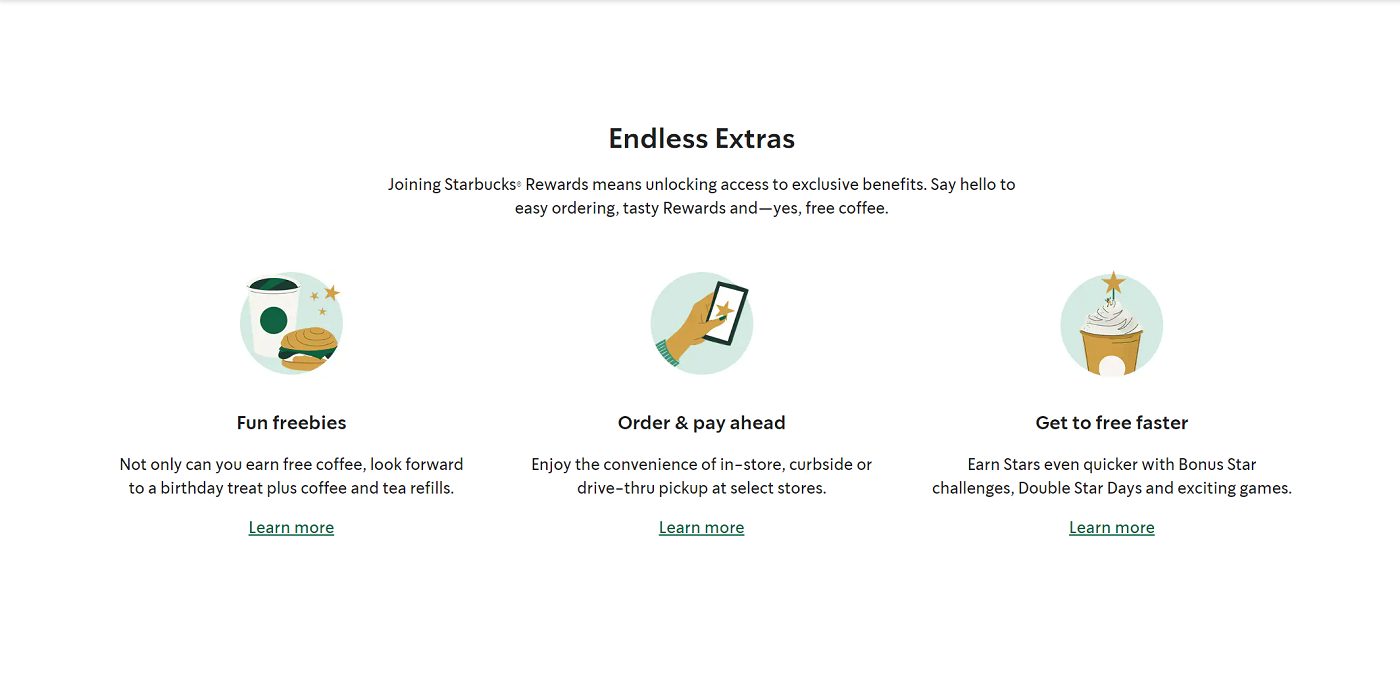 Endless Extras
Joining Starbucks® Rewards means unlocking access to exclusive benefits. Say hello to
easy ordering, tasty Rewards and—yes, free coffee.
Fun freebies
Not only can you earn free coffee, look forward
to a birthday treat plus coffee and tea refills.
Learn more
Order & pay ahead
Enjoy the convenience of in-store, curbside or
drive-thru pickup at select stores.
Learn more
Get to free faster
Earn Stars even quicker with Bonus Star
challenges, Double Star Days and exciting games.
Learn more